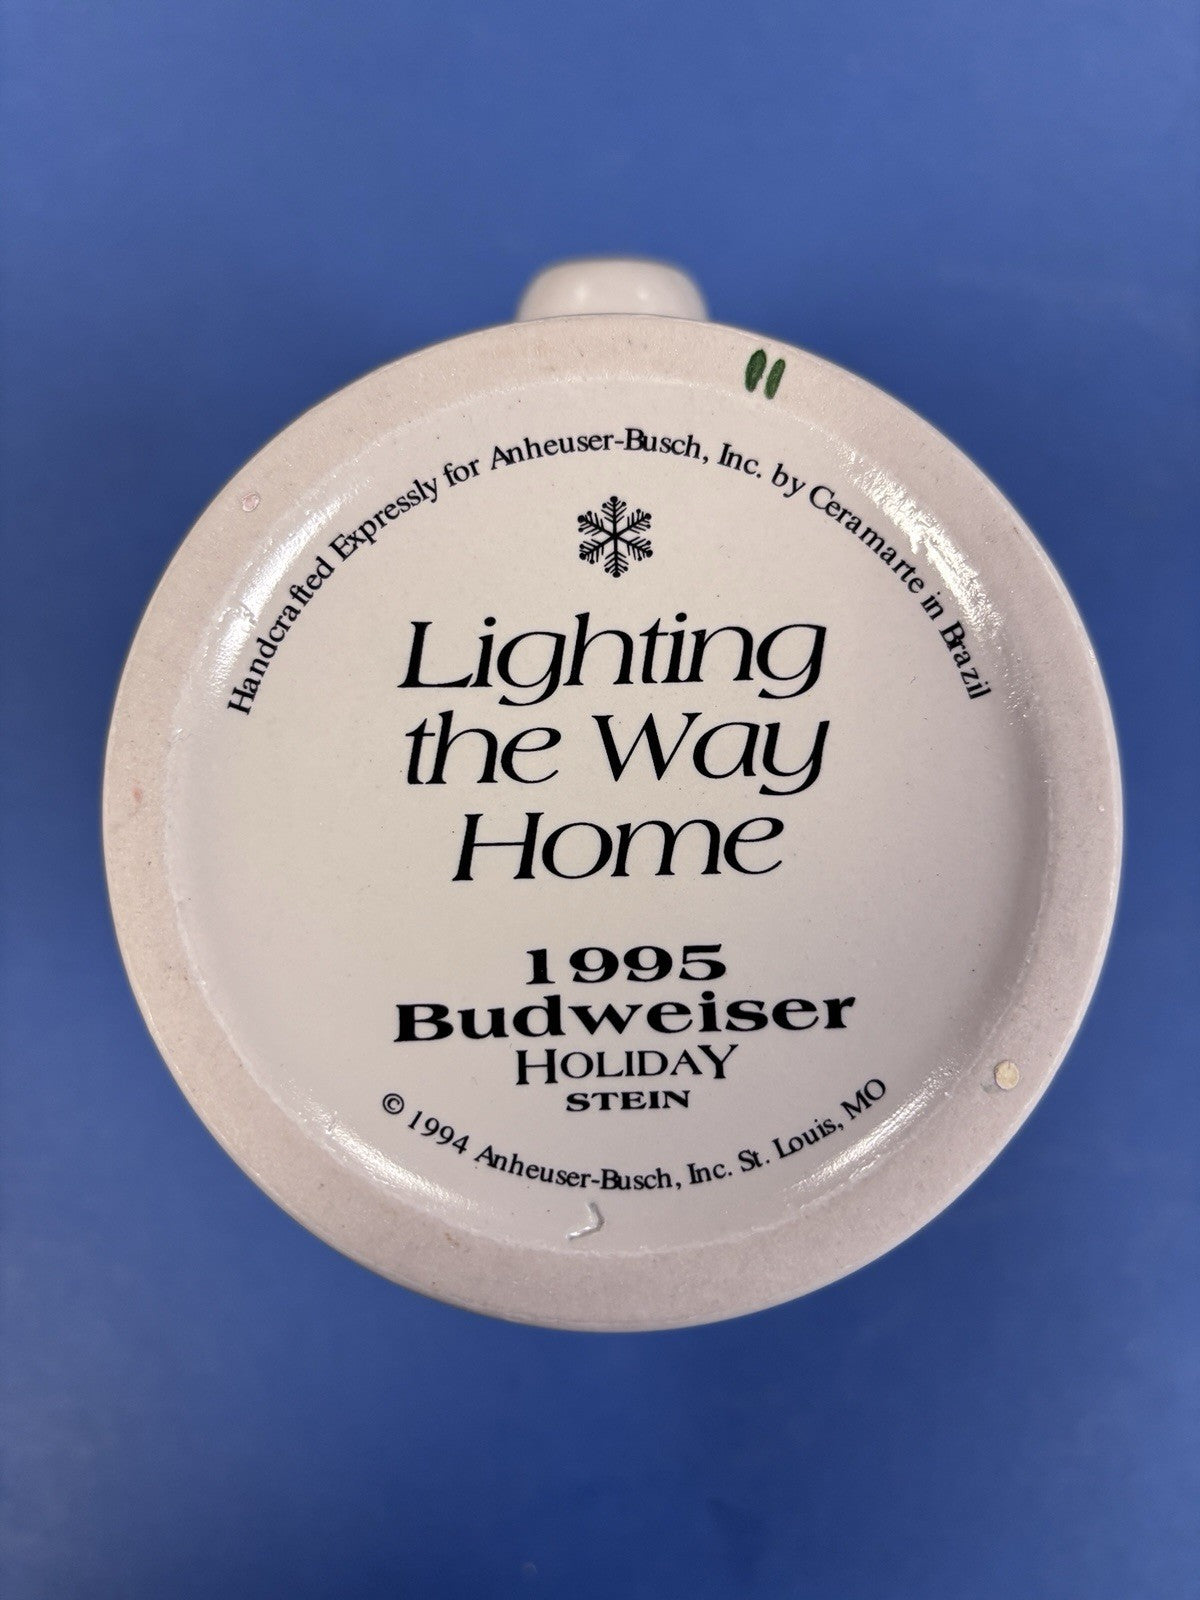 Handcrafted Expressly for Anheuser-Busch, Inc. by Ceramarte in Brazil
Lighting
the Way
Home
1995
Budweiser
HOLIDAY
STEIN
© 1994 Anheuser-Busch, Inc. St. Louis, MO